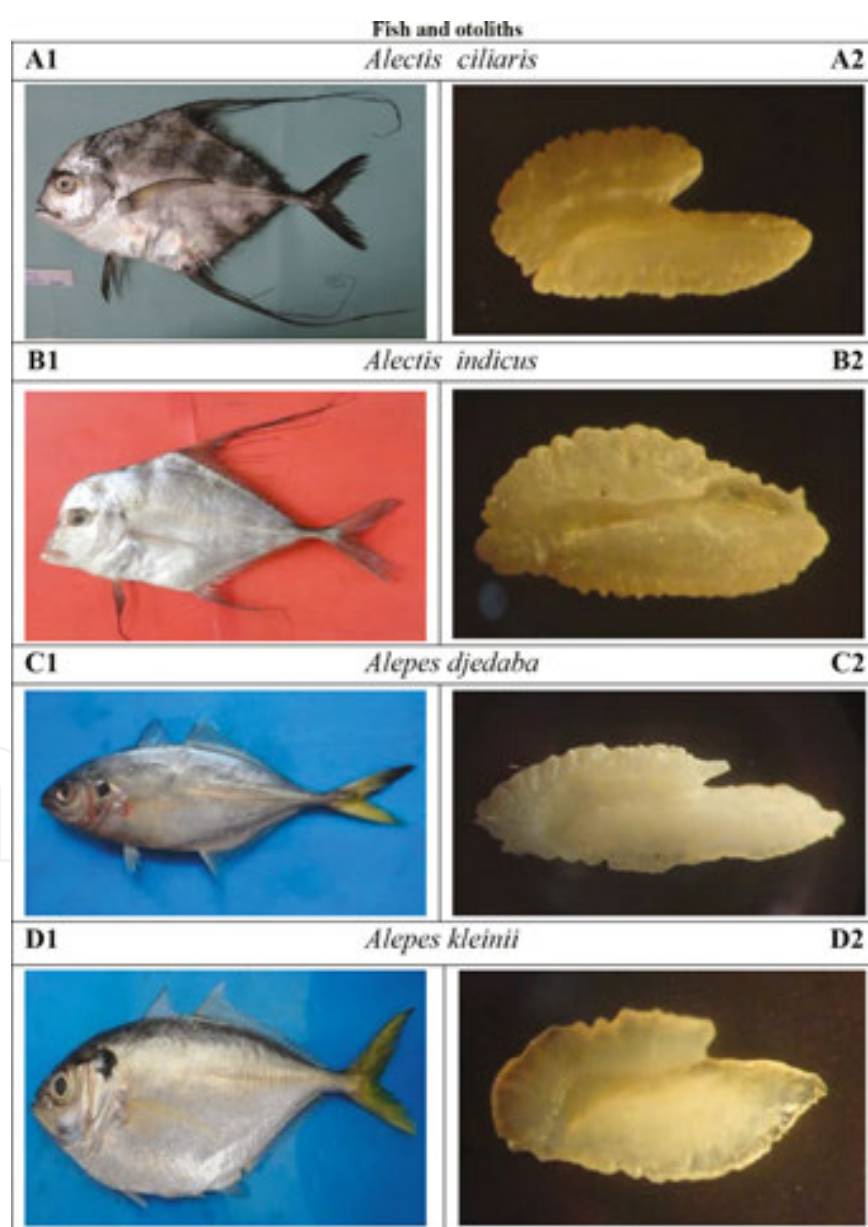 Fish and otoliths
A1 Alectis ciliaris A2
B1 Alectis indicus B2
C1 Alepes djedaba C2
D1 Alepes kleinii D2